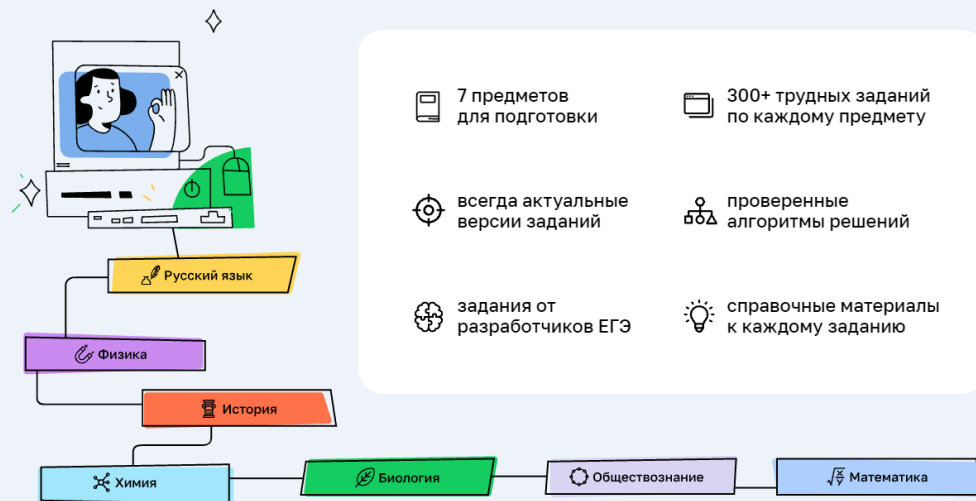 7 предметов
для подготовки
300+ трудных заданий
по каждому предмету
всегда актуальные
версии заданий
проверенные
алгоритмы решений
задания от
разработчиков ЕГЭ
справочные материалы
к каждому заданию
Русский язык
Физика
История
Химия
Биология
Обществознание
Математика